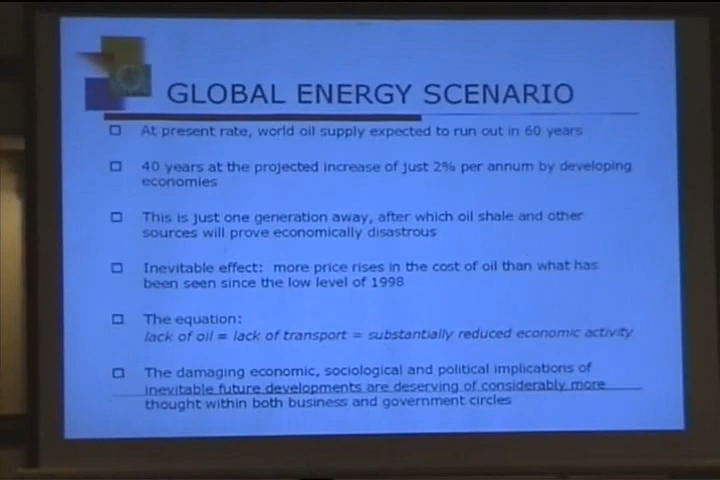 GLOBAL ENERGY SCENARIO
At present rate, world oil supply expected to run out in 60 years
40 years at the projected increase of just 2% per annum by developing
economies
This is just one generation away, after which oil shale and other
sources will prove economically disastrous
Inevitable effect: more price rises in the cost of oil than what has
been seen since the low level of 1998
The equation:
lack of oil = lack of transport = substantially reduced economic activity
The damaging economic, sociological and political implications of
inevitable future developments are deserving of considerably more
thought within both business and government circles